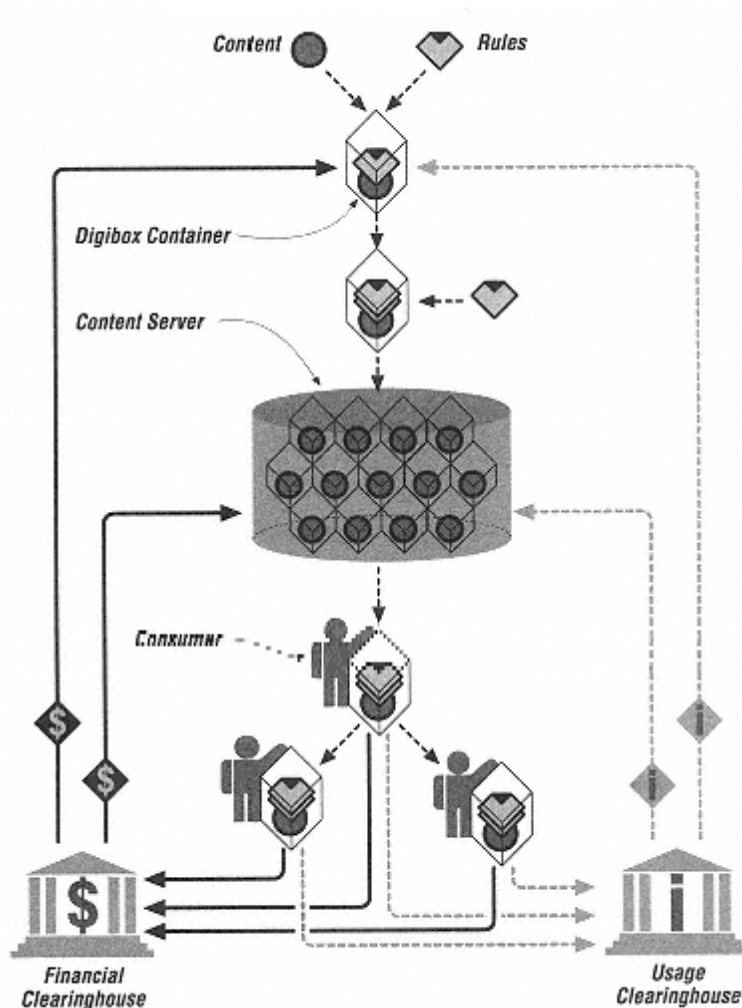 Content
Rules
Digibox Container
Content Server
Consumer
$
i
$
i
$
i
Financial
Clearinghouse
Usage
Clearinghouse